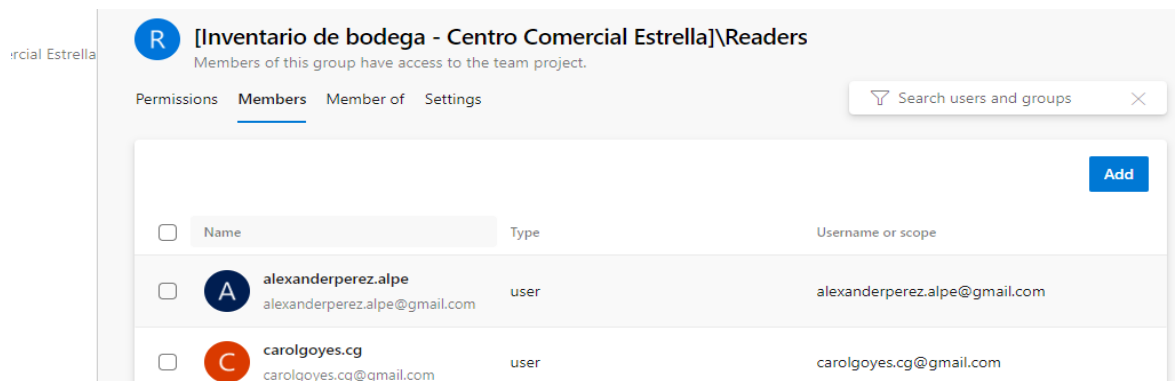 R
[Inventario de bodega - Centro Comercial Estrella]\Readers
rcial Estrella
Members of this group have access to the team project.
Permissions Members Member of Settings
Search users and groups
Add
Name Type Username or scope
A
alexanderperez.alpe
alexanderperez.alpe@gmail.com
user
alexanderperez.alpe@gmail.com
C
carolgoyes.cg
carolgoyes.cg@gmail.com
user
carolgoyes.cg@gmail.com